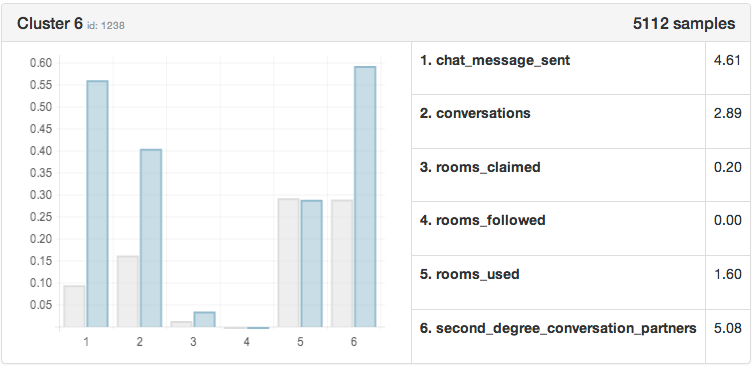 Cluster 6 id: 1238 5112 samples
0.60
0.55
0.50
0.45
0.40
0.35
0.30
0.25
0.20
0.15
0.10
0.05
1 2 3 4 5 6
1. chat_message_sent 4.61
2. conversations 2.89
3. rooms_claimed 0.20
4. rooms_followed 0.00
5. rooms_used 1.60
6. second_degree_conversation_partners 5.08